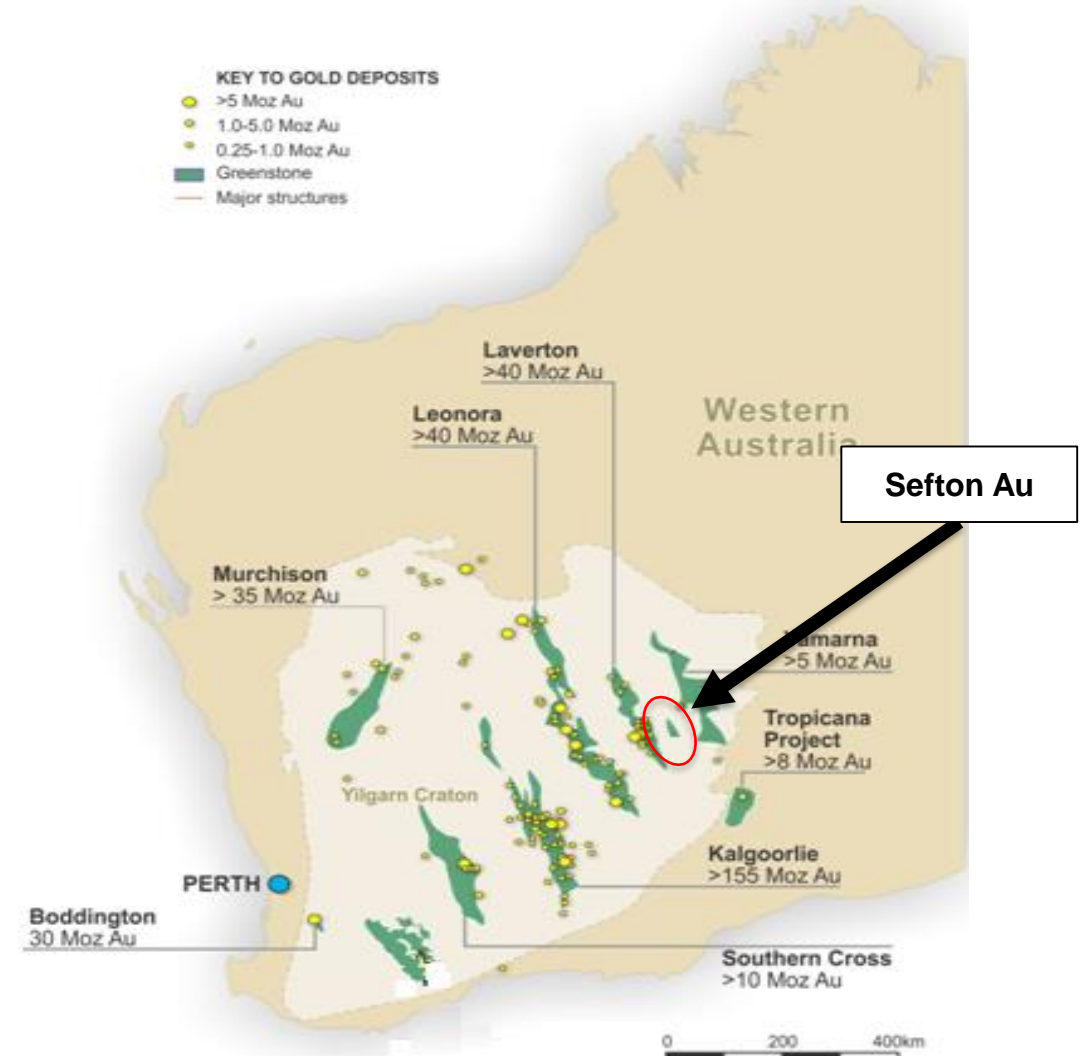 KEY TO GOLD DEPOSITS
>5 Moz Au
1.0-5.0 Moz Au
0.25-1.0 Moz Au
Greenstone
Major structures
Laverton
>40 Moz Au
Leonora
>40 Moz Au
Western
Australia
Sefton Au
Murchison
> 35 Moz Au
>5 Moz Au
Tropicana
Project
>8 Moz Au
Yilgarn Craton
Kalgoorlie
>155 Moz Au
PERTH
Boddington
30 Moz Au
Southern Cross
>10 Moz Au
0 200 400km